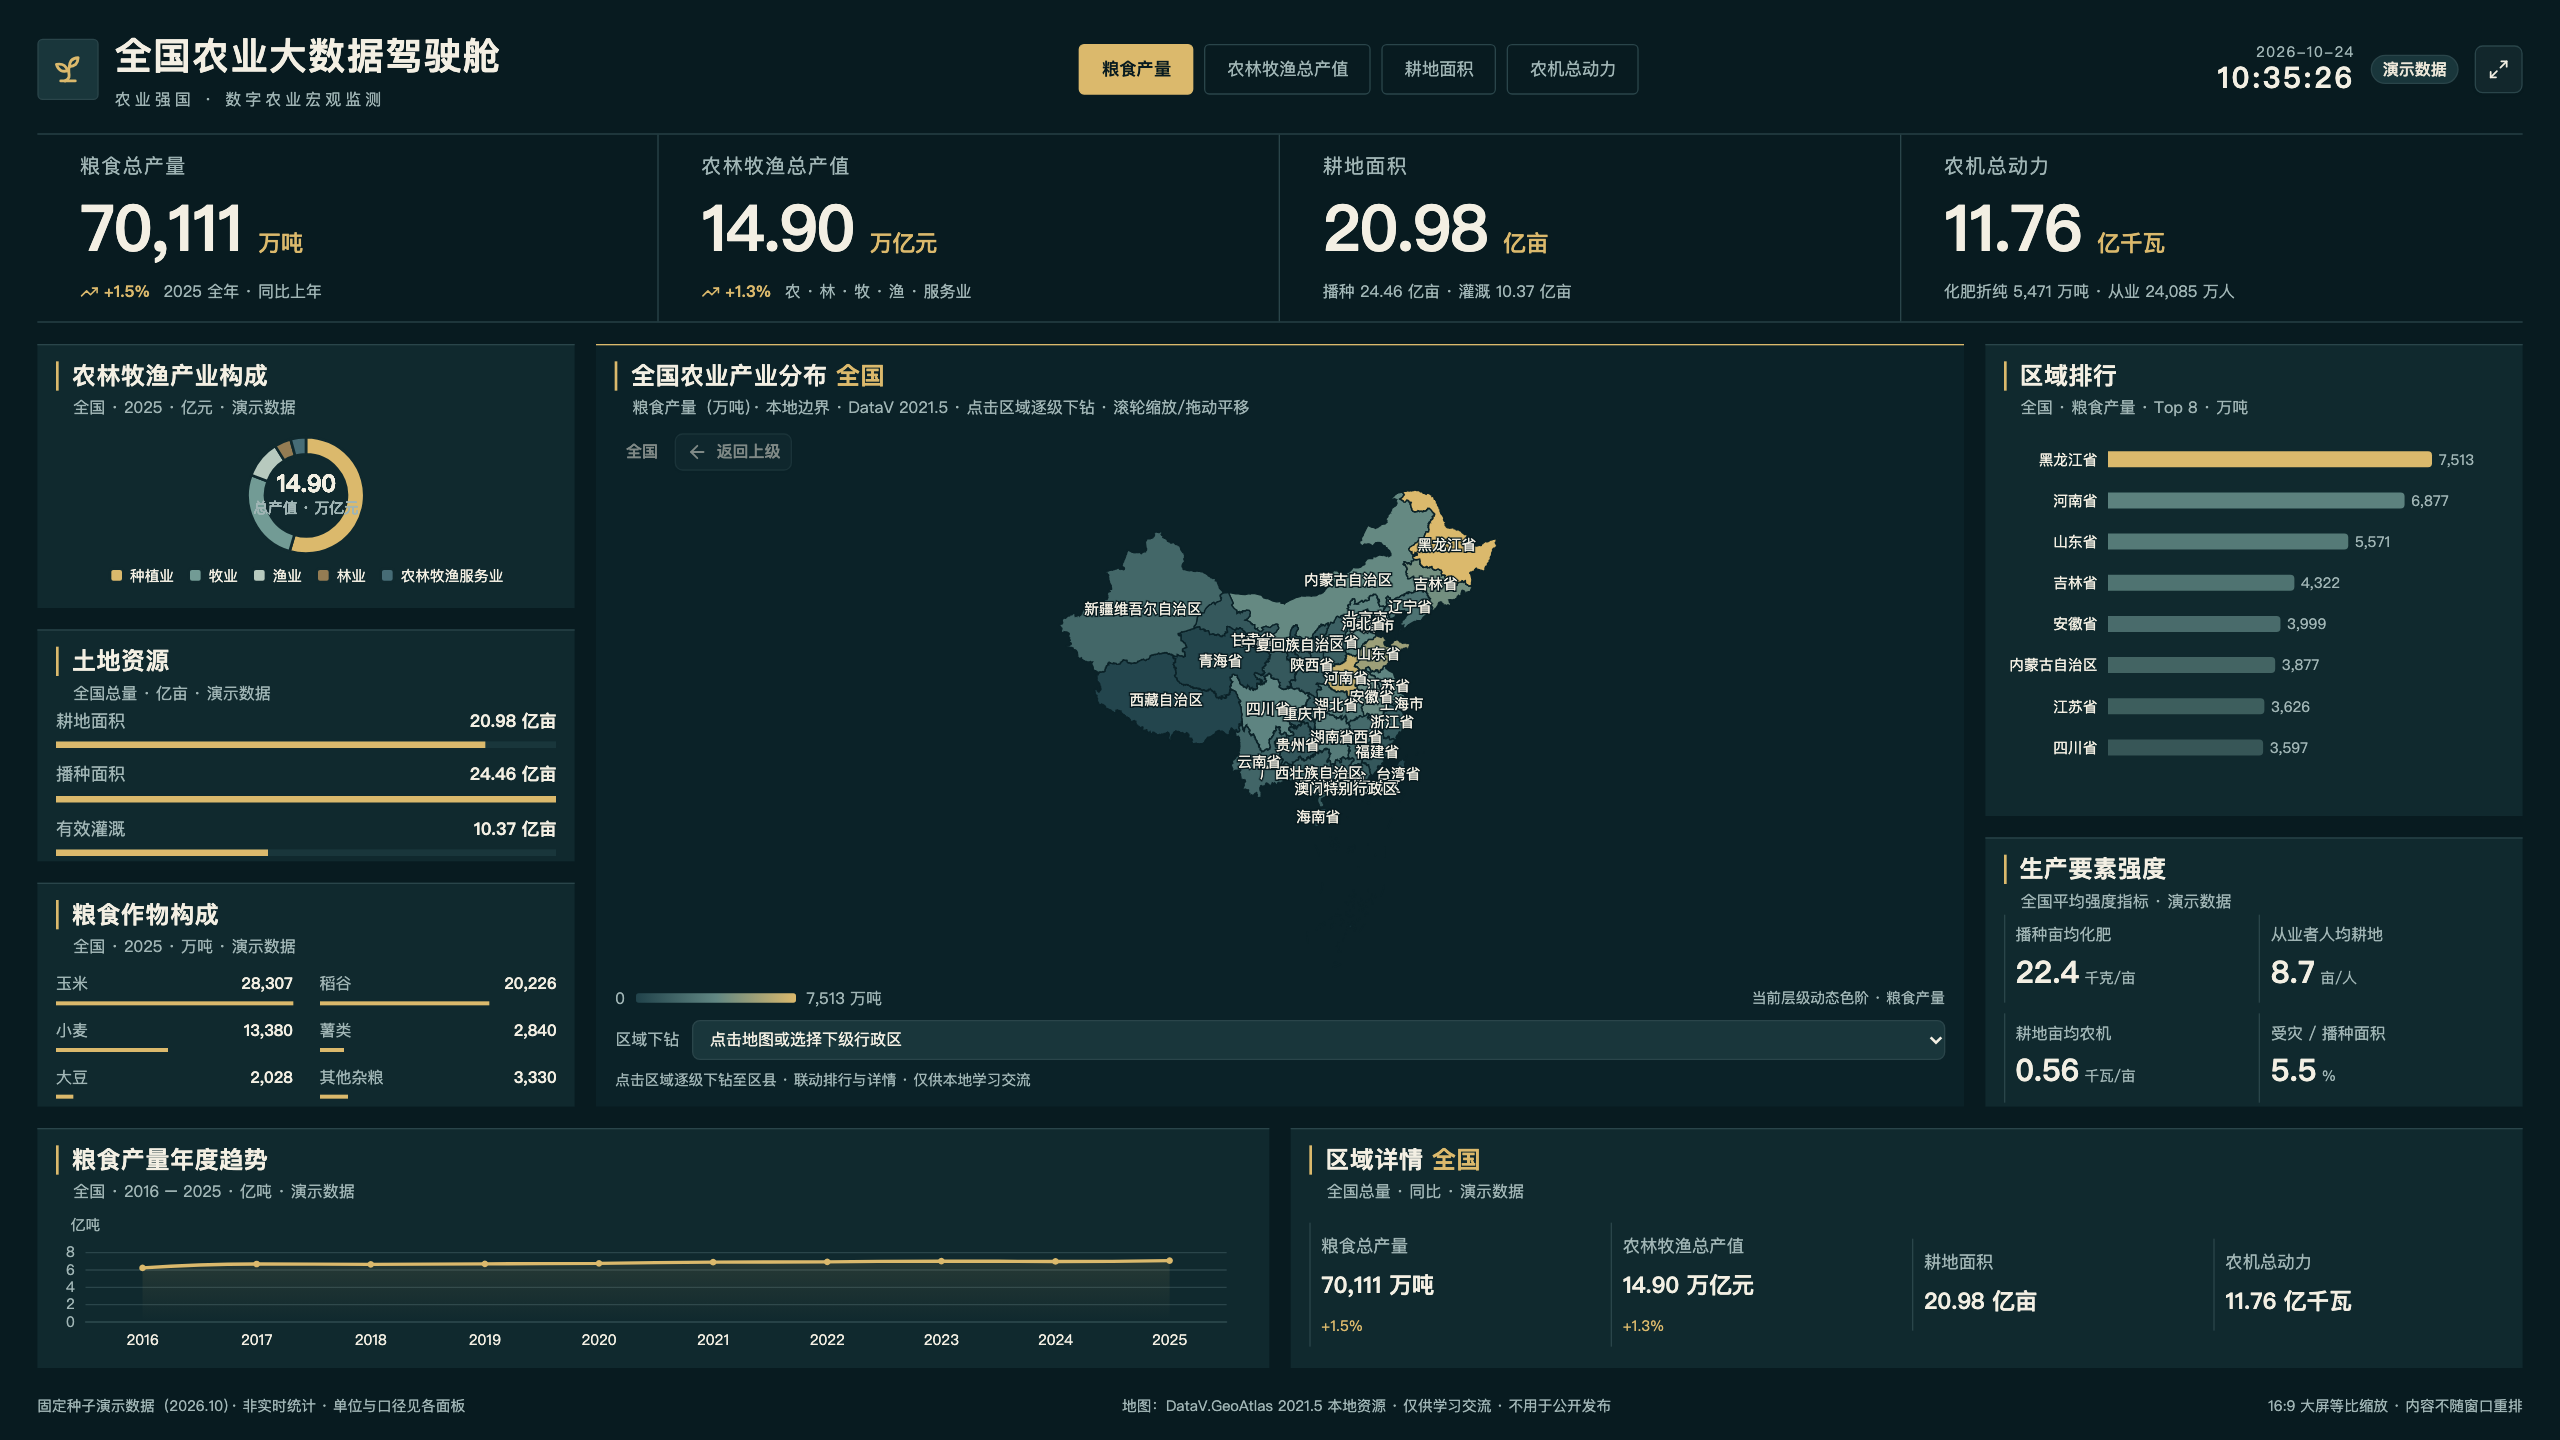 全国农业大数据驾驶舱
农业强国 · 数字农业宏观监测
粮食产量
农林牧渔总产值
耕地面积
农机总动力
2026-10-24
10:35:26
演示数据
粮食总产量
70,111 万吨
+1.5% 2025 全年 · 同比上年
农林牧渔总产值
14.90 万亿元
+1.3% 农 · 林 · 牧 · 渔 · 服务业
耕地面积
20.98 亿亩
播种 24.46 亿亩 · 灌溉 10.37 亿亩
农机总动力
11.76 亿千瓦
化肥折纯 5,471 万吨 · 从业 24,085 万人
农林牧渔产业构成
全国 · 2025 · 亿元 · 演示数据
14.90
总产值 · 万亿元
种植业 牧业 渔业 林业 农林牧渔服务业
土地资源
全国总量 · 亿亩 · 演示数据
耕地面积 20.98 亿亩
播种面积 24.46 亿亩
有效灌溉 10.37 亿亩
粮食作物构成
全国 · 2025 · 万吨 · 演示数据
玉米 28,307 稻谷 20,226
小麦 13,380 薯类 2,840
大豆 2,028 其他杂粮 3,330
全国农业产业分布 全国
粮食产量（万吨）· 本地边界 · DataV 2021.5 · 点击区域逐级下钻 · 滚轮缩放/拖动平移
全国
返回上级
黑龙江省
内蒙古自治区
吉林省
新疆维吾尔自治区
辽宁省
河北省
宁夏回族自治区
山东省
青海省
陕西省
河南省
江苏省
西藏自治区
安徽省
四川省
重庆市
湖北省
上海市
浙江省
湖南省
贵州省
福建省
云南省
西壮族自治区
台湾省
澳门特别行政区
海南省
0 7,513 万吨
当前层级动态色阶 · 粮食产量
区域下钻 点击地图或选择下级行政区
点击区域逐级下钻至区县 · 联动排行与详情 · 仅供本地学习交流
区域排行
全国 · 粮食产量 · Top 8 · 万吨
黑龙江省 7,513
河南省 6,877
山东省 5,571
吉林省 4,322
安徽省 3,999
内蒙古自治区 3,877
江苏省 3,626
四川省 3,597
生产要素强度
全国平均强度指标 · 演示数据
播种亩均化肥
22.4 千克/亩
从业者人均耕地
8.7 亩/人
耕地亩均农机
0.56 千瓦/亩
受灾 / 播种面积
5.5 %
粮食产量年度趋势
全国 · 2016 — 2025 · 亿吨 · 演示数据
亿吨
8
6
4
2
0
2016 2017 2018 2019 2020 2021 2022 2023 2024 2025
区域详情 全国
全国总量 · 同比 · 演示数据
粮食总产量
70,111 万吨
+1.5%
农林牧渔总产值
14.90 万亿元
+1.3%
耕地面积
20.98 亿亩
农机总动力
11.76 亿千瓦
固定种子演示数据（2026.10）· 非实时统计 · 单位与口径见各面板
地图：DataV.GeoAtlas 2021.5 本地资源 · 仅供学习交流 · 不用于公开发布
16:9 大屏等比缩放 · 内容不随窗口重排